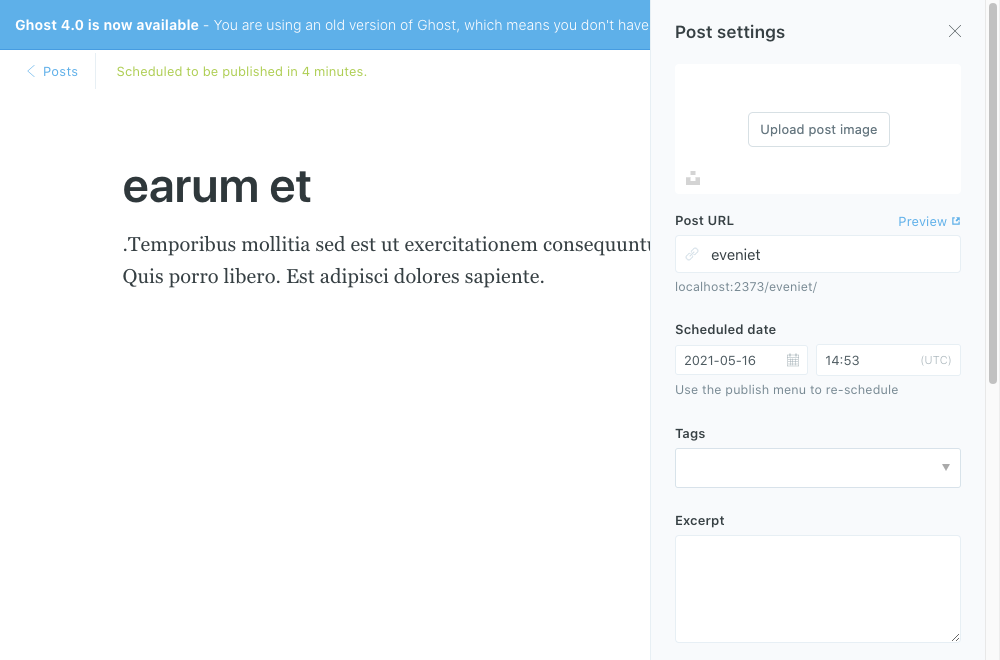 Ghost 4.0 is now available - You are using an old version of Ghost, which means you don't have
Posts
Scheduled to be published in 4 minutes.
earum et
.Temporibus mollitia sed est ut exercitationem
Quis porro libero. Est adipisci dolores sapiente.
Post settings
Upload post image
Post URL
Preview
eveniet
localhost:2373/eveniet/
Scheduled date
2021-05-16
14:53
(UTC)
Use the publish menu to re-schedule
Tags
Excerpt